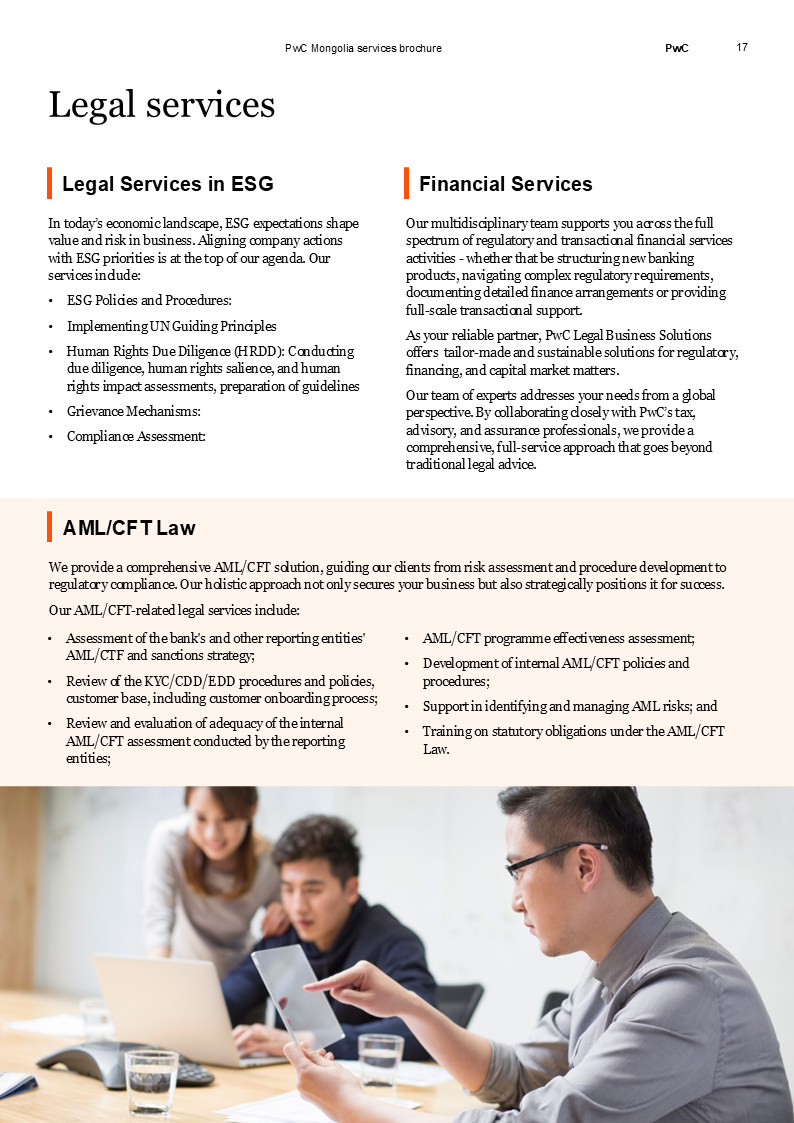 PwC Mongolia services brochure
PwC
17
Legal services
Legal Services in ESG
In today's economic landscape, ESG expectations shape
value and risk in business. Aligning company actions
with ESG priorities is at the top of our agenda. Our
services include:
• ESG Policies and Procedures:
• Implementing UN Guiding Principles
• Human Rights Due Diligence (HRDD): Conducting
due diligence, human rights salience, and human
rights impact assessments, preparation of guidelines
• Grievance Mechanisms:
• Compliance Assessment:
Financial Services
Our multidisciplinary team supports you across the full
spectrum of regulatory and transactional financial services
activities - whether that be structuring new banking
products, navigating complex regulatory requirements,
documenting detailed finance arrangements or providing
full-scale transactional support.
As your reliable partner, PwC Legal Business Solutions
offers tailor-made and sustainable solutions for regulatory,
financing, and capital market matters.
Our team of experts addresses your needs from a global
perspective. By collaborating closely with PwC's tax,
advisory, and assurance professionals, we provide a
comprehensive, full-service approach that goes beyond
traditional legal advice.
AML/CFT Law
We provide a comprehensive AML/CFT solution, guiding our clients from risk assessment and procedure development to
regulatory compliance. Our holistic approach not only secures your business but also strategically positions it for success.
Our AML/CFT-related legal services include:
• Assessment of the bank's and other reporting entities'
AML/CTF and sanctions strategy;
• Review of the KYC/CDD/EDD procedures and policies,
customer base, including customer onboarding process;
• Review and evaluation of adequacy of the internal
AML/CFT assessment conducted by the reporting
entities;
• AML/CFT programme effectiveness assessment;
• Development of internal AML/CFT policies and
procedures;
• Support in identifying and managing AML risks; and
• Training on statutory obligations under the AML/CFT
Law.